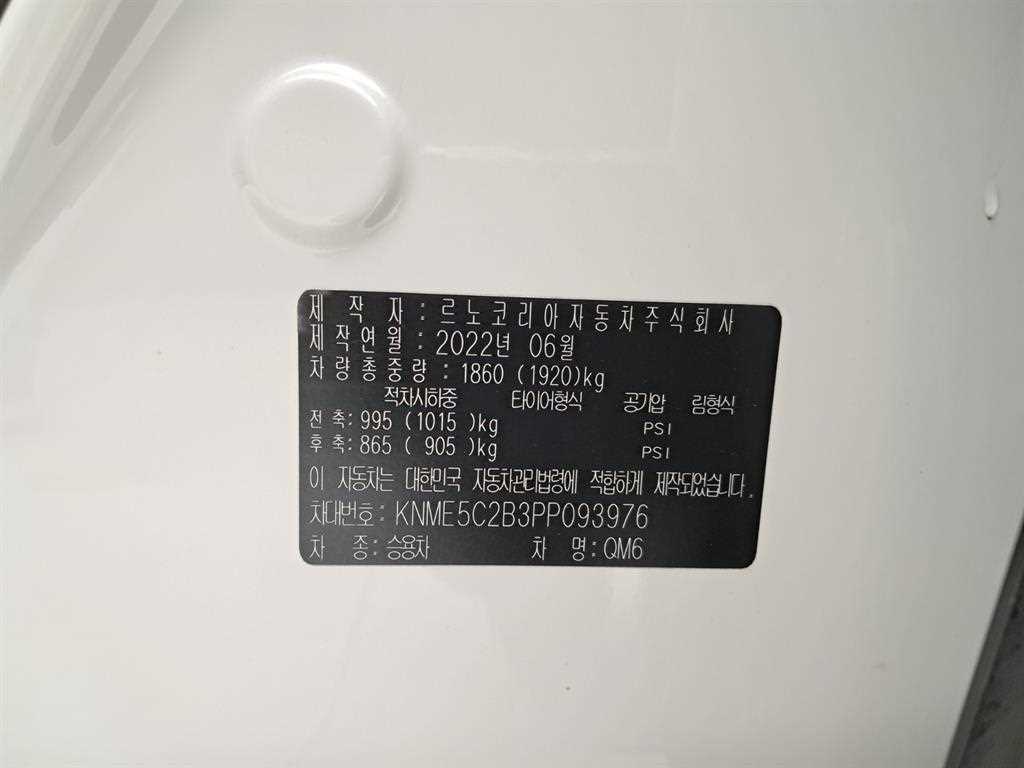 제 작 자 : 르노코리아자동차주식회사
제작연월 : 2022년 06월
차량총중량 : 1860 (1920)kg
적차시하중 타이어형식 공기압 림형식
전축: 995 (1015 )kg PSI
후축: 865 ( 905 )kg PSI
이 자동차는 대한민국 자동차관리법령에 적합하게 제작되었습니다.
차대번호: KNME5C2B3PP093976
차 종: 승용차 차 명: QM6